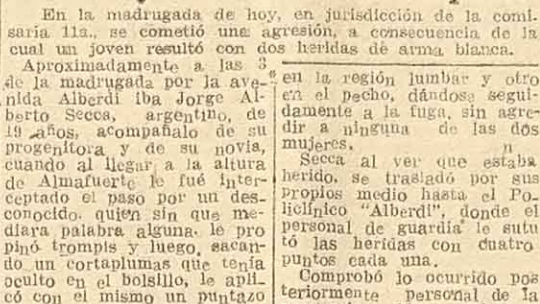 En la madrugada de hoy, en jurisdicción de la comi
saría 11a., se cometió una agresión, a consecuencia de la
cual un joven resultó con dos heridas de arma blanca.
Aproximadamente a las 3
de la madrugada por la ave-
nida Alberdi iba Jorge Al-
berto Secca, argentino, de
19 años, acompañalo de su
progenitora y de su novia,
cuando al llegar a la altura
de Almafuerte le fué inter-
ceptado el paso por un des-
conocido. quien sin que me-
diara palabra alguna. le pro
pinó trompis y luego, sacan-
do un cortaplumas que tenía
oculto en el bolsillo, le apli-
có con el mismo un puntazo
en la región lumbar y otro
en el pecho, dándose segui-
damente a la fuga, sin agre-
dir a ninguna de las dos
mujeres.
Secca al ver que estaba
herido. se trasladó por sus
propios medio hasta el Po-
liclínico "Alberdi", donde el
personal de guardia le sutu
tó las heridas con cuatro
puntos cada una.
Comprobó lo ocurrido pos
teriormente personal de la